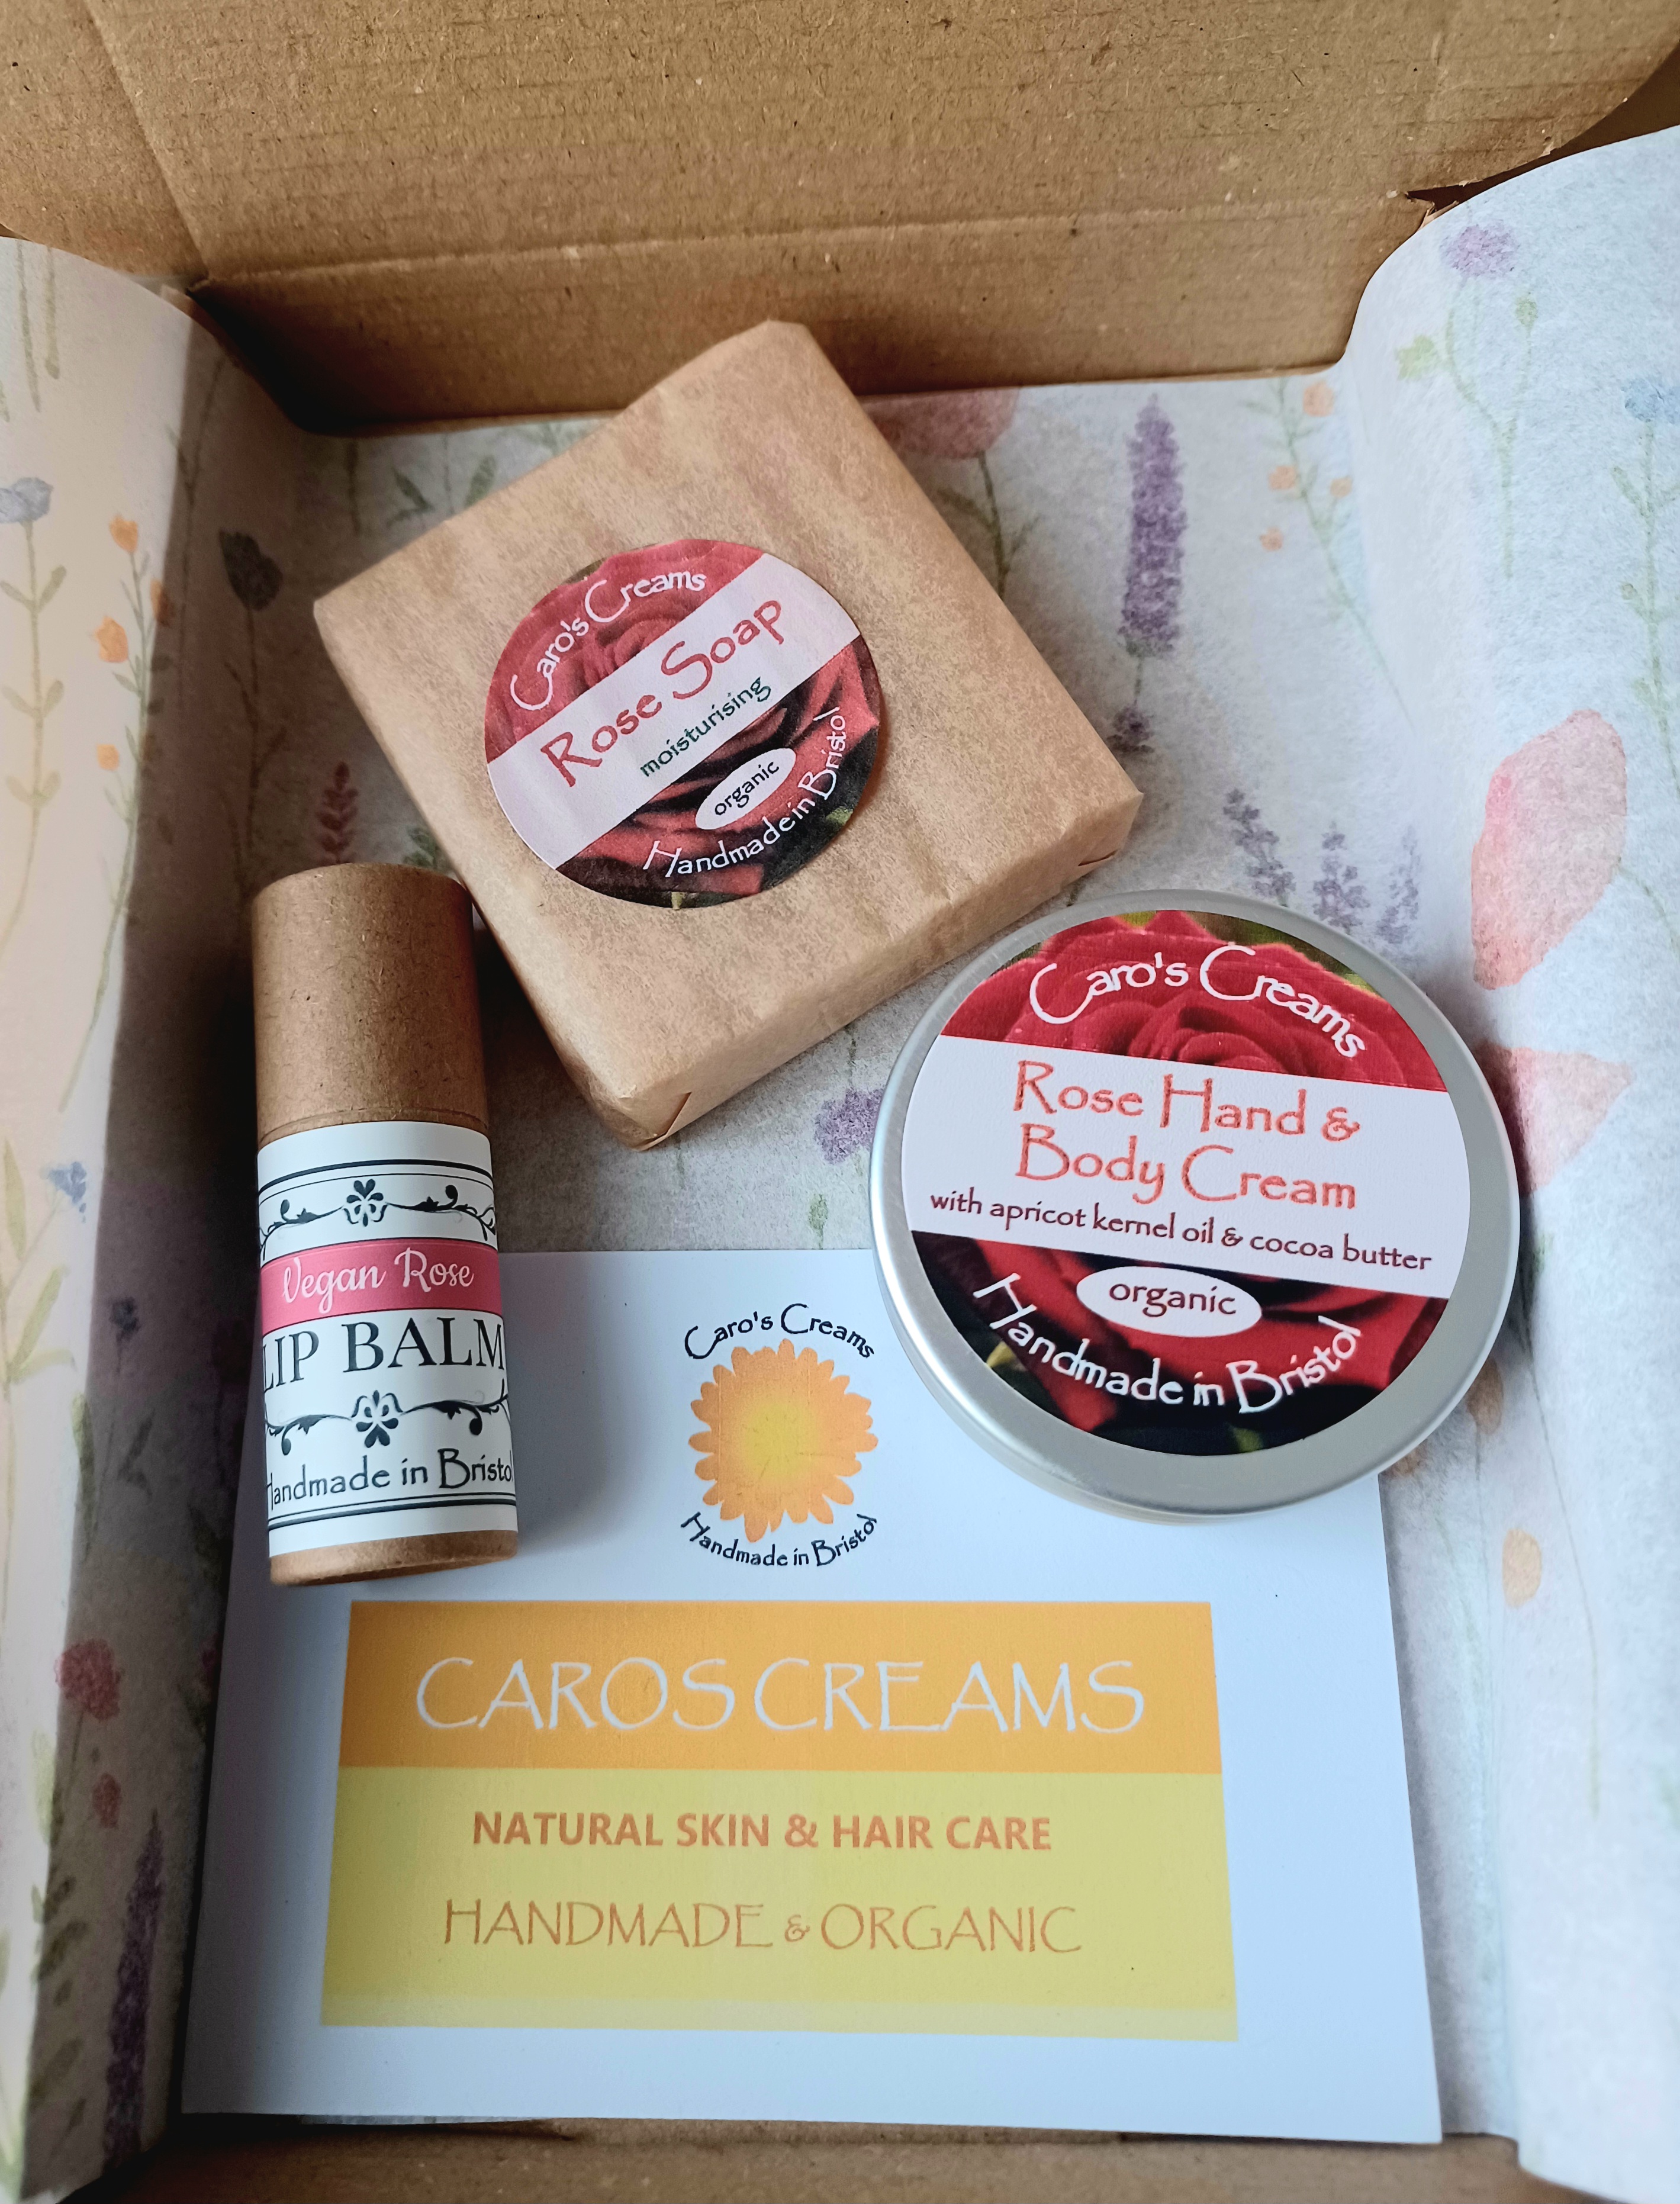 Caro's Creams
Rose Soap
moisturising
organic
Handmade in Bristol
Caro's Creams
Rose Hand &
Body Cream
with apricot kernel oil & cocoa butter
organic
Handmade in Bristol
Vegan Rose
LIP BALM
Handmade in Bristol
Caro's Creams
Handmade in Bristol
CAROS CREAMS
NATURAL SKIN & HAIR CARE
HANDMADE & ORGANIC